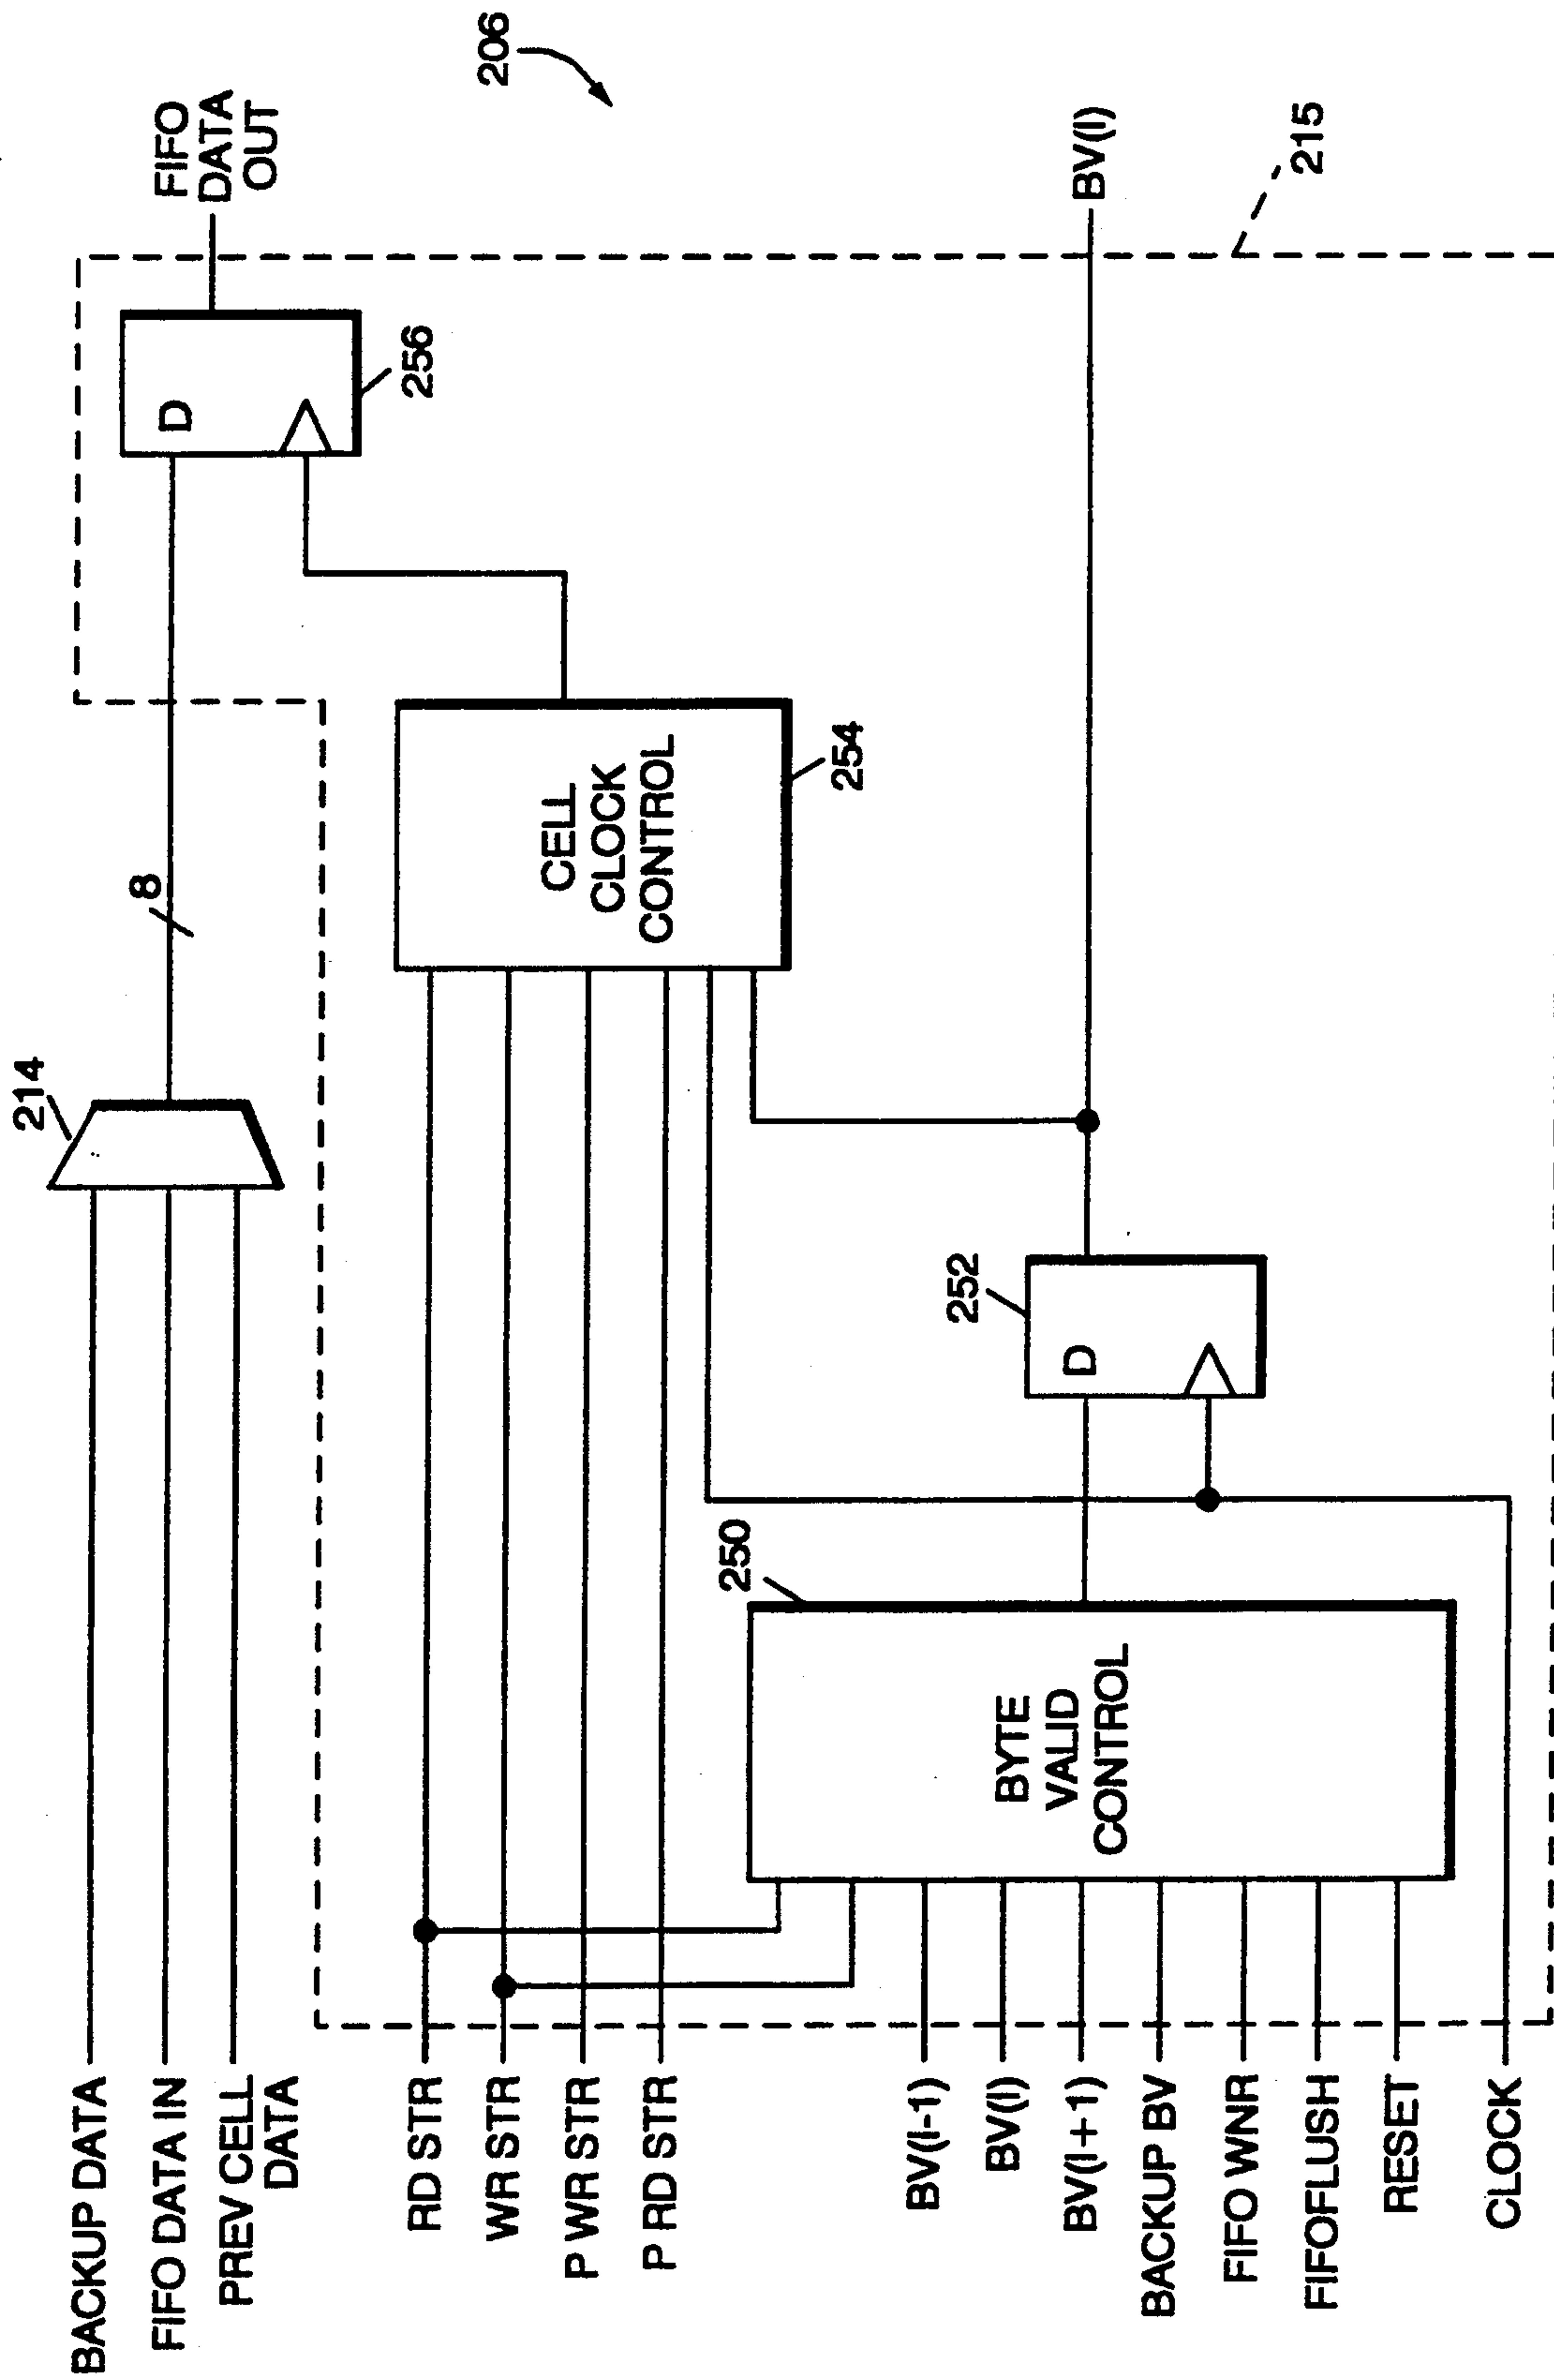 206
FIFO
DATA
OUT
BV(I)
215
D
256
8
214
CELL
CLOCK
CONTROL
254
D
252
250
BYTE
VALID
CONTROL
BACKUP DATA
FIFO DATA IN
PREV CELL
DATA
RD STR
WR STR
P WR STR
P RD STR
BV(I-1)
BV(I)
BV(I+1)
BACKUP BV
FIFO WNR
FIFOFLUSH
RESET
CLOCK